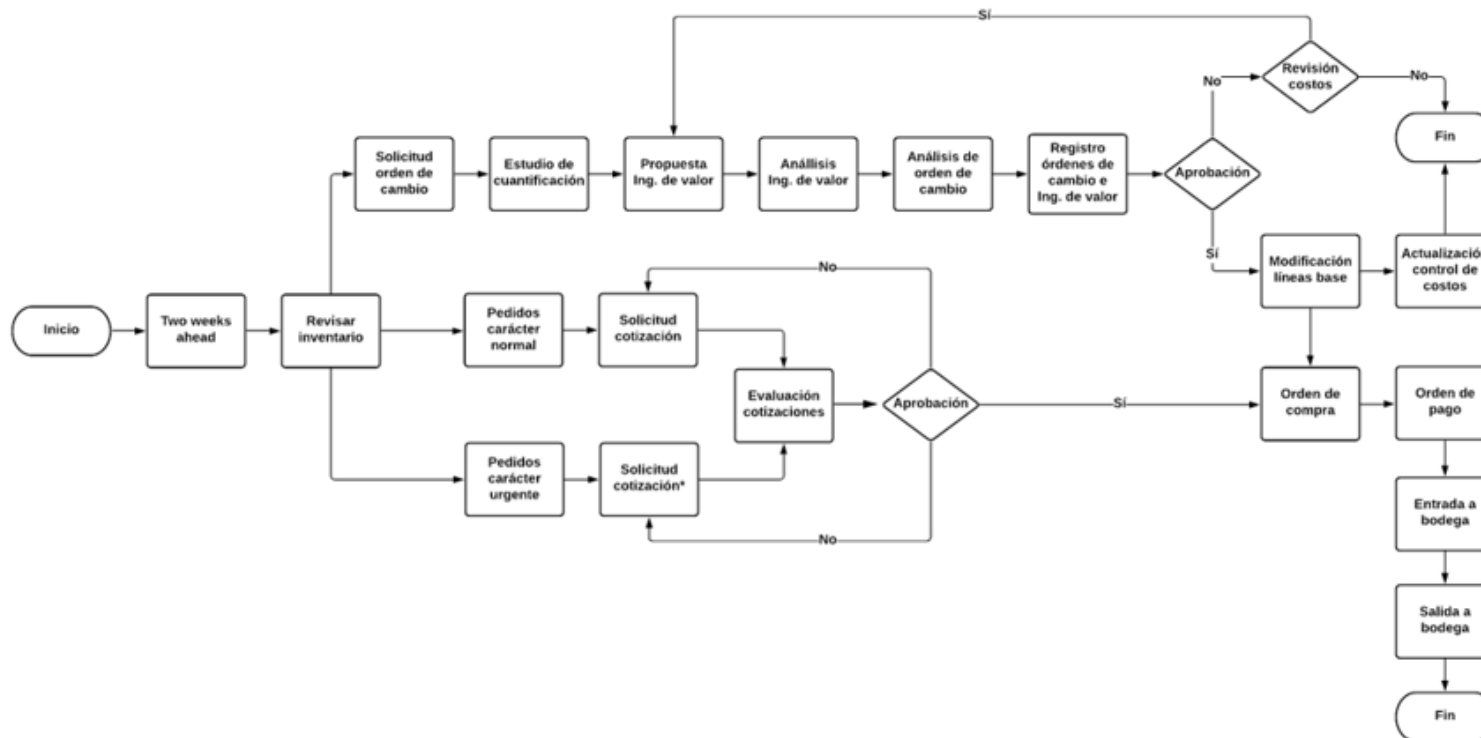 Sí
Revisión
costos
No
No
Fin
Solicitud
orden de
cambio
Estudio de
cuantificación
Propuesta
Ing. de valor
Anállisis
Ing. de valor
Análisis de
orden de
cambio
Registro
órdenes de
cambio e
Ing. de valor
Aprobación
Sí
Modificación
líneas base
Actualización
control de
costos
Inicio
Two weeks
ahead
Revisar
inventario
Pedidos
carácter
normal
Solicitud
cotización
No
Evaluación
cotizaciones
Aprobación
Sí
Orden de
compra
Orden de
pago
Pedidos
carácter
urgente
Solicitud
cotización*
No
Entrada a
bodega
Salida a
bodega
Fin